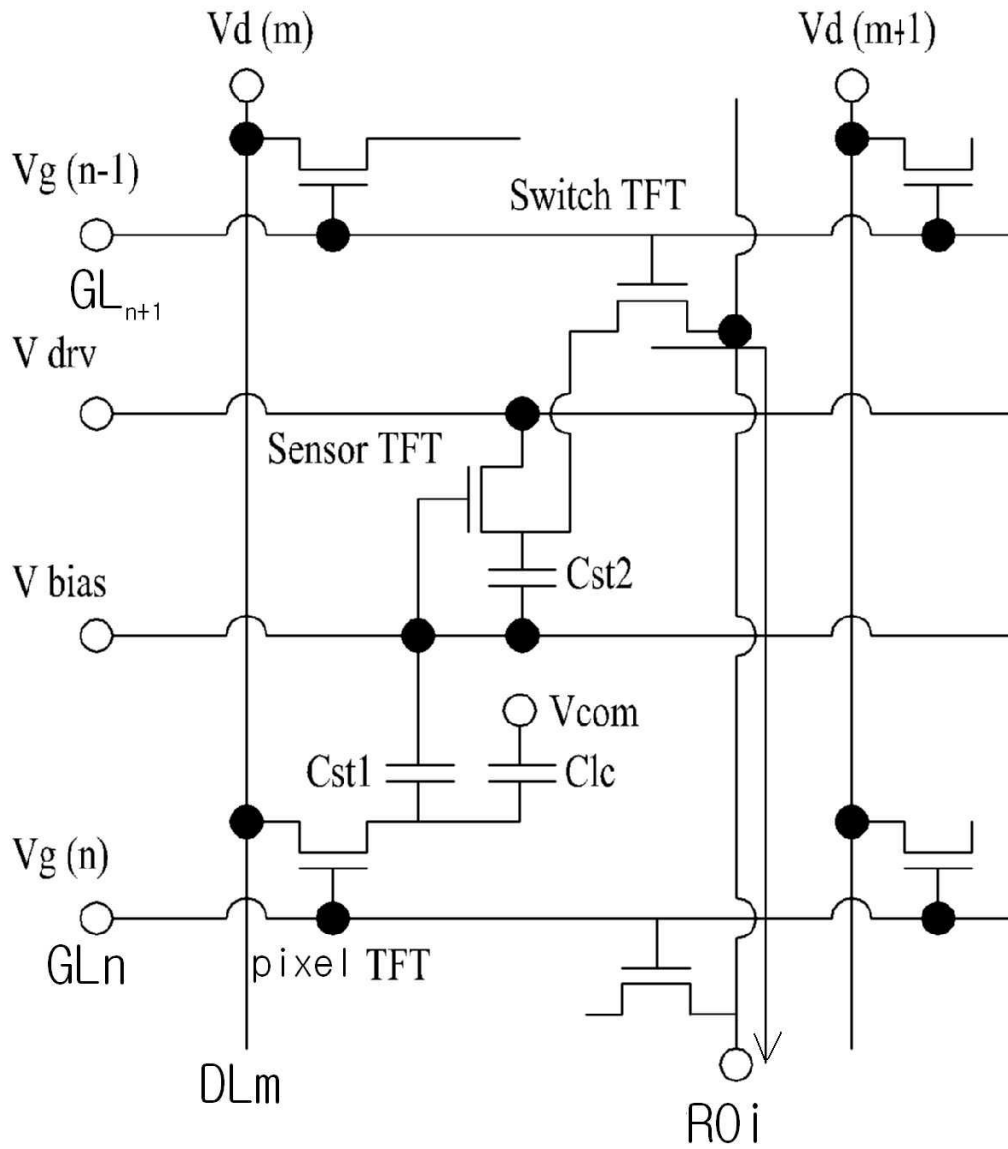 Vd (m)
Vd (m+1)
Vg (n-1)
Switch TFT
GLn+1
V drv
Sensor TFT
V bias
Cst2
Vcom
Cst1
Clc
Vg (n)
GLn
pixel TFT
DLm
ROi